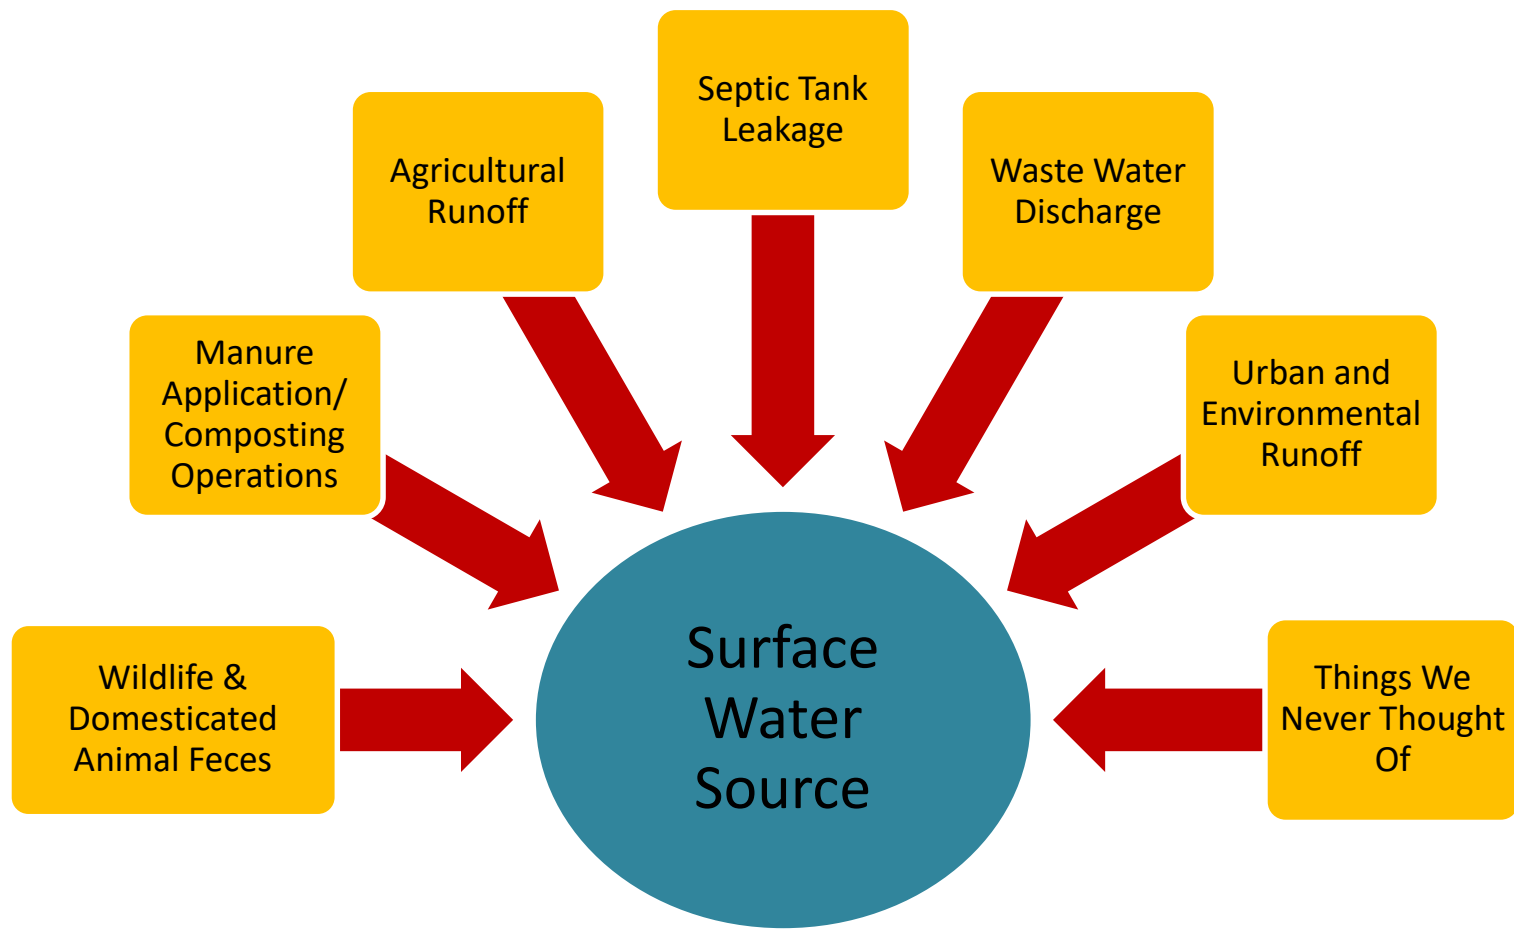 Septic Tank
Leakage
Agricultural
Runoff
Waste Water
Discharge
Manure
Application/
Composting
Operations
Urban and
Environmental
Runoff
Wildlife &
Domesticated
Animal Feces
Surface
Water
Source
Things We
Never Thought
Of